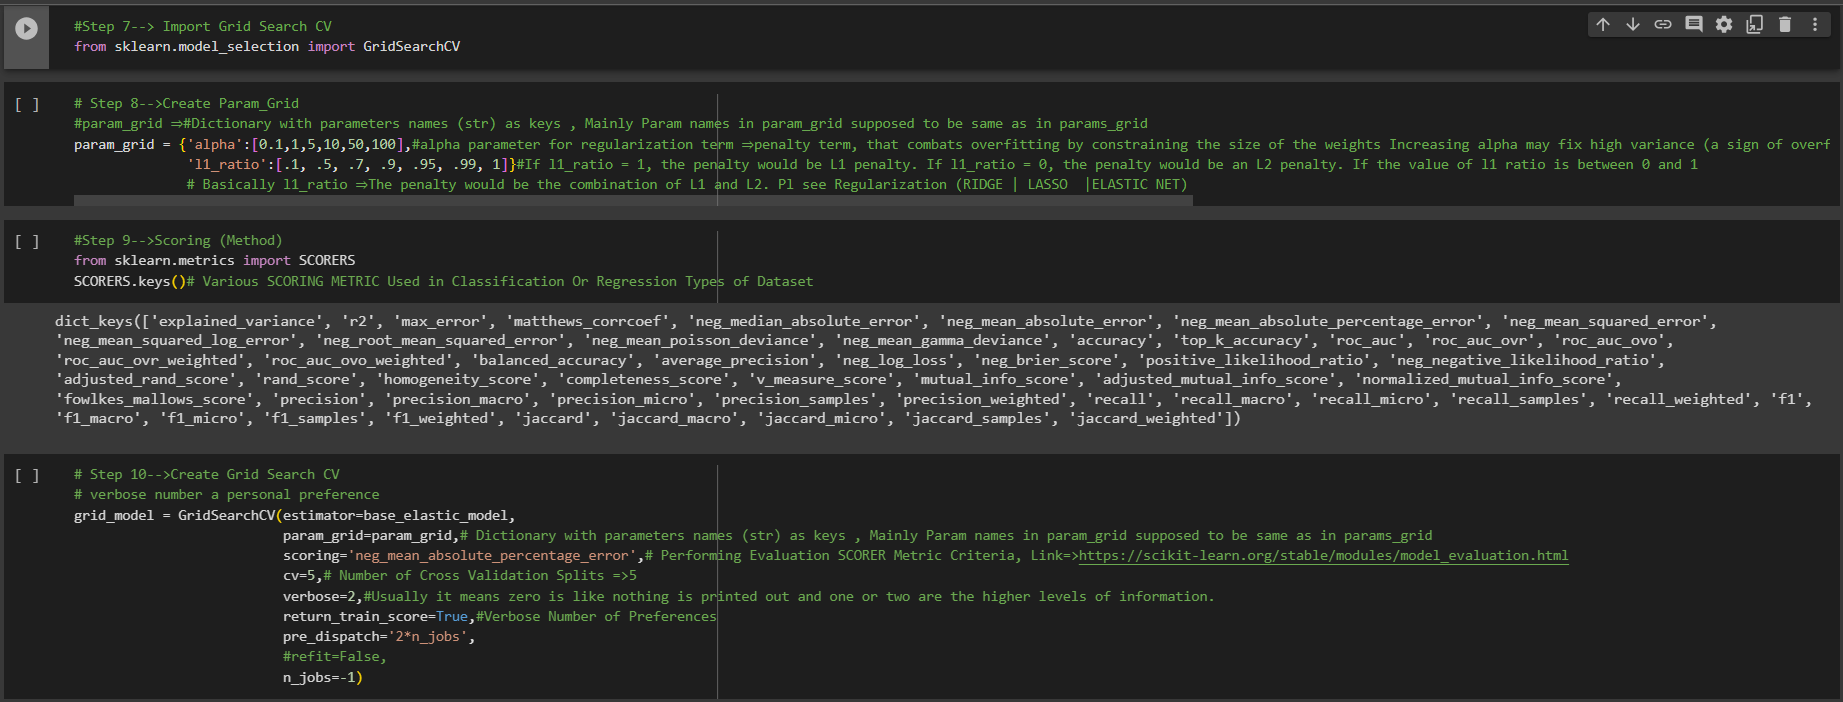 #Step 7--> Import Grid Search CV
from sklearn.model_selection import GridSearchCV
[ ]
# Step 8-->Create Param_Grid
#param_grid ⇒#Dictionary with parameters names (str) as keys , Mainly Param names in param_grid supposed to be same as in params_grid
param_grid = {'alpha':[0.1,1,5,10,50,100],#alpha parameter for regularization term ⇒penalty term, that combats overfitting by constraining the size of the weights Increasing alpha may fix high variance (a sign of overf
'l1_ratio':[.1, .5, .7, .9, .95, .99, 1]}#If l1_ratio = 1, the penalty would be L1 penalty. If l1_ratio = 0, the penalty would be an L2 penalty. If the value of l1 ratio is between 0 and 1
# Basically l1_ratio ⇒The penalty would be the combination of L1 and L2. Pl see Regularization (RIDGE | LASSO  |ELASTIC NET)
[ ]
#Step 9-->Scoring (Method)
from sklearn.metrics import SCORERS
SCORERS.keys()# Various SCORING METRIC Used in Classification Or Regression Types of Dataset
dict_keys(['explained_variance', 'r2', 'max_error', 'matthews_corrcoef', 'neg_median_absolute_error', 'neg_mean_absolute_error', 'neg_mean_absolute_percentage_error', 'neg_mean_squared_error',
'neg_mean_squared_log_error', 'neg_root_mean_squared_error', 'neg_mean_poisson_deviance', 'neg_mean_gamma_deviance', 'accuracy', 'top_k_accuracy', 'roc_auc', 'roc_auc_ovr', 'roc_auc_ovo',
'roc_auc_ovr_weighted', 'roc_auc_ovo_weighted', 'balanced_accuracy', 'average_precision', 'neg_log_loss', 'neg_brier_score', 'positive_likelihood_ratio', 'neg_negative_likelihood_ratio',
'adjusted_rand_score', 'rand_score', 'homogeneity_score', 'completeness_score', 'v_measure_score', 'mutual_info_score', 'adjusted_mutual_info_score', 'normalized_mutual_info_score',
'fowlkes_mallows_score', 'precision', 'precision_macro', 'precision_micro', 'precision_samples', 'precision_weighted', 'recall', 'recall_macro', 'recall_micro', 'recall_samples', 'recall_weighted', 'f1',
'f1_macro', 'f1_micro', 'f1_samples', 'f1_weighted', 'jaccard', 'jaccard_macro', 'jaccard_micro', 'jaccard_samples', 'jaccard_weighted'])
[ ]
# Step 10-->Create Grid Search CV
# verbose number a personal preference
grid_model = GridSearchCV(estimator=base_elastic_model,
param_grid=param_grid,# Dictionary with parameters names (str) as keys , Mainly Param names in param_grid supposed to be same as in params_grid
scoring='neg_mean_absolute_percentage_error',# Performing Evaluation SCORER Metric Criteria, Link=>https://scikit-learn.org/stable/modules/model_evaluation.html
cv=5,# Number of Cross Validation Splits =>5
verbose=2,#Usually it means zero is like nothing is printed out and one or two are the higher levels of information.
return_train_score=True,#Verbose Number of Preferences
pre_dispatch='2*n_jobs',
#refit=False,
n_jobs=-1)